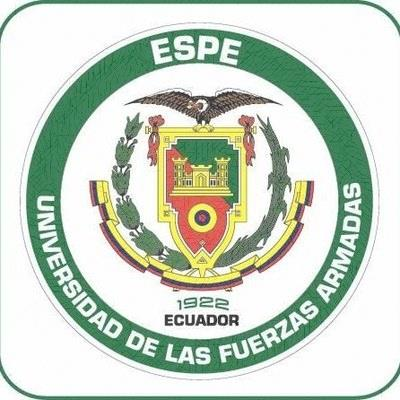 ESPE
1922
ECUADOR
UNIVERSIDAD DE LAS FUERZAS ARMADAS